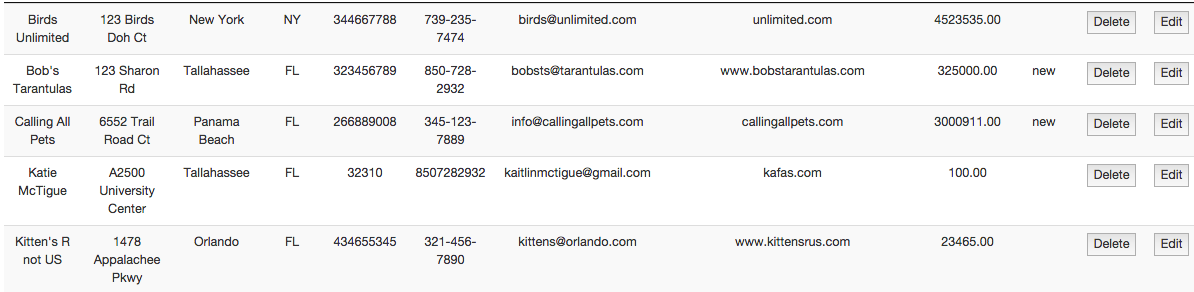 Birds Unlimited 123 Birds Doh Ct New York NY 344667788 739-235-7474 birds@unlimited.com unlimited.com 4523535.00 Delete Edit
Bob's Tarantulas 123 Sharon Rd Tallahassee FL 323456789 850-728-2932 bobsts@tarantulas.com www.bobstarantulas.com 325000.00 new Delete Edit
Calling All Pets 6552 Trail Road Ct Panama Beach FL 266889008 345-123-7889 info@callingallpets.com callingallpets.com 3000911.00 new Delete Edit
Katie McTigue A2500 University Center Tallahassee FL 32310 8507282932 kaitlinmctigue@gmail.com kafas.com 100.00 Delete Edit
Kitten's R not US 1478 Appalachee Pkwy Orlando FL 434655345 321-456-7890 kittens@orlando.com www.kittensrus.com 23465.00 Delete Edit